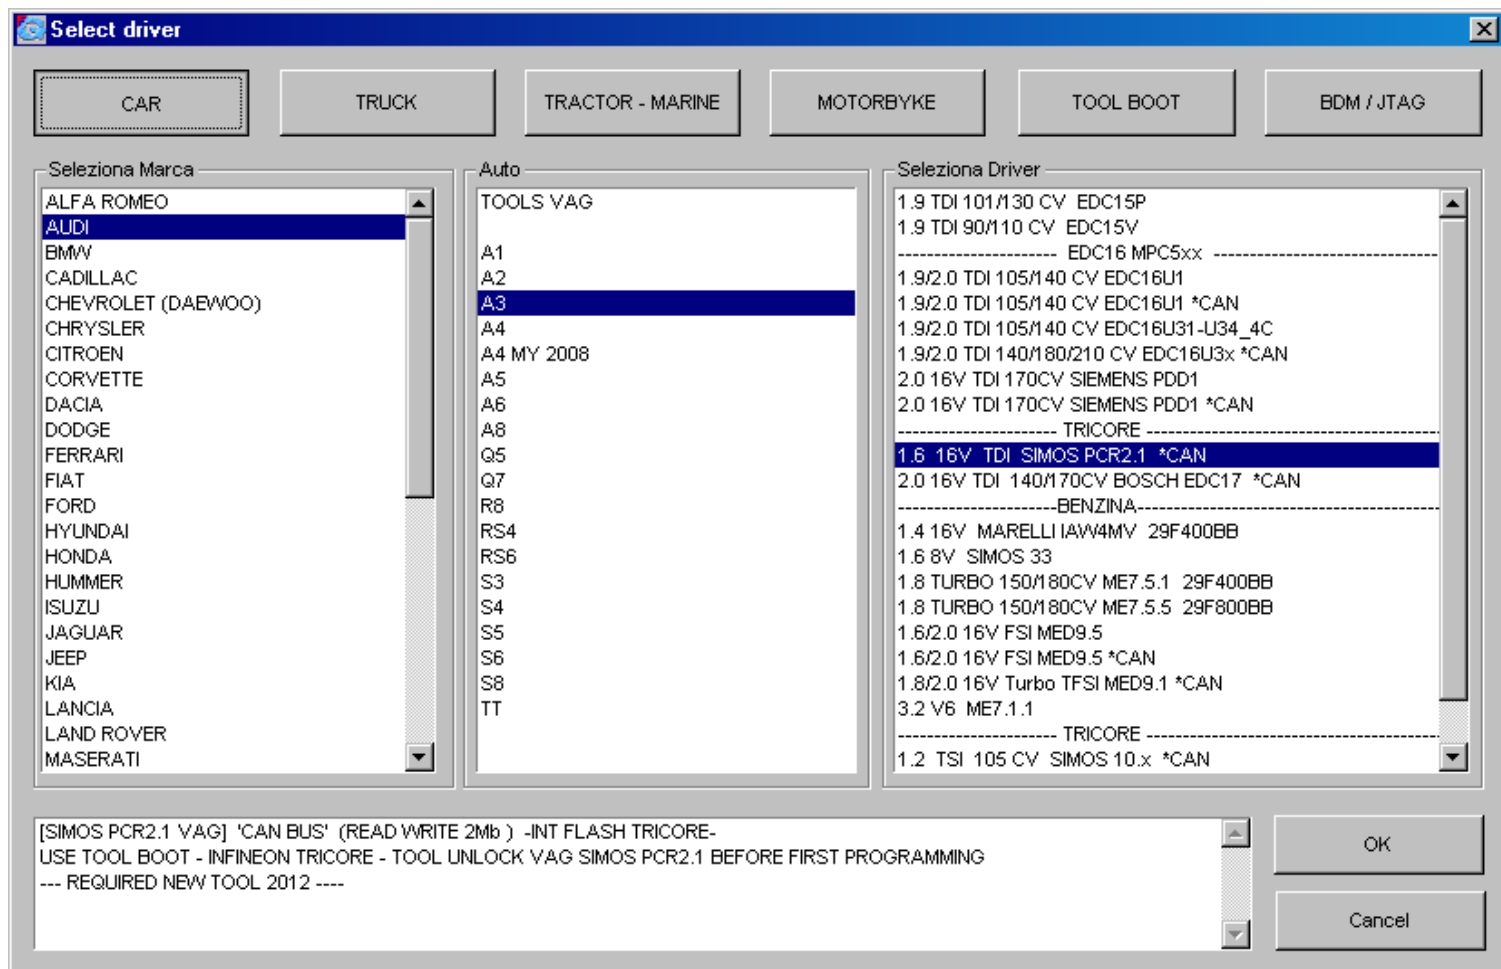 Select driver
CAR
TRUCK
TRACTOR - MARINE
MOTORBYKE
TOOL BOOT
BDM / JTAG
Seleziona Marca
ALFA ROMEO
AUDI
BMW
CADILLAC
CHEVROLET (DAEWOO)
CHRYSLER
CITROEN
CORVETTE
DACIA
DODGE
FERRARI
FIAT
FORD
HYUNDAI
HONDA
HUMMER
ISUZU
JAGUAR
JEEP
KIA
LANCIA
LAND ROVER
MASERATI
Auto
TOOLS VAG
A1
A2
A3
A4
A4 MY 2008
A5
A6
A8
Q5
Q7
R8
RS4
RS6
S3
S4
S5
S6
S8
TT
Seleziona Driver
1.9 TDI 101/130 CV  EDC15P
1.9 TDI 90/110 CV  EDC15V
---------------------- EDC16 MPC5xx -------------------------------
1.9/2.0 TDI 105/140 CV EDC16U1
1.9/2.0 TDI 105/140 CV EDC16U1 *CAN
1.9/2.0 TDI 105/140 CV EDC16U31-U34_4C
1.9/2.0 TDI 140/180/210 CV EDC16U3x *CAN
2.0 16V TDI 170CV SIEMENS PDD1
2.0 16V TDI 170CV SIEMENS PDD1 *CAN
---------------------- TRICORE -----------------------------------------
1.6  16V  TDI  SIMOS PCR2.1  *CAN
2.0 16V TDI  140/170CV BOSCH EDC17  *CAN
----------------------BENZINA------------------------------------------
1.4 16V  MARELLI IAW4MV  29F400BB
1.6 8V  SIMOS 33
1.8 TURBO 150/180CV ME7.5.1  29F400BB
1.8 TURBO 150/180CV ME7.5.5  29F800BB
1.6/2.0 16V FSI MED9.5
1.6/2.0 16V FSI MED9.5 *CAN
1.8/2.0 16V Turbo TFSI MED9.1 *CAN
3.2 V6  ME7.1.1
---------------------- TRICORE -----------------------------------------
1.2  TSI  105 CV  SIMOS 10.x  *CAN
[SIMOS PCR2.1 VAG]  'CAN BUS'  (READ WRITE 2Mb )  -INT FLASH TRICORE-
USE TOOL BOOT - INFINEON TRICORE - TOOL UNLOCK VAG SIMOS PCR2.1 BEFORE FIRST PROGRAMMING
--- REQUIRED NEW TOOL 2012 ----
OK
Cancel